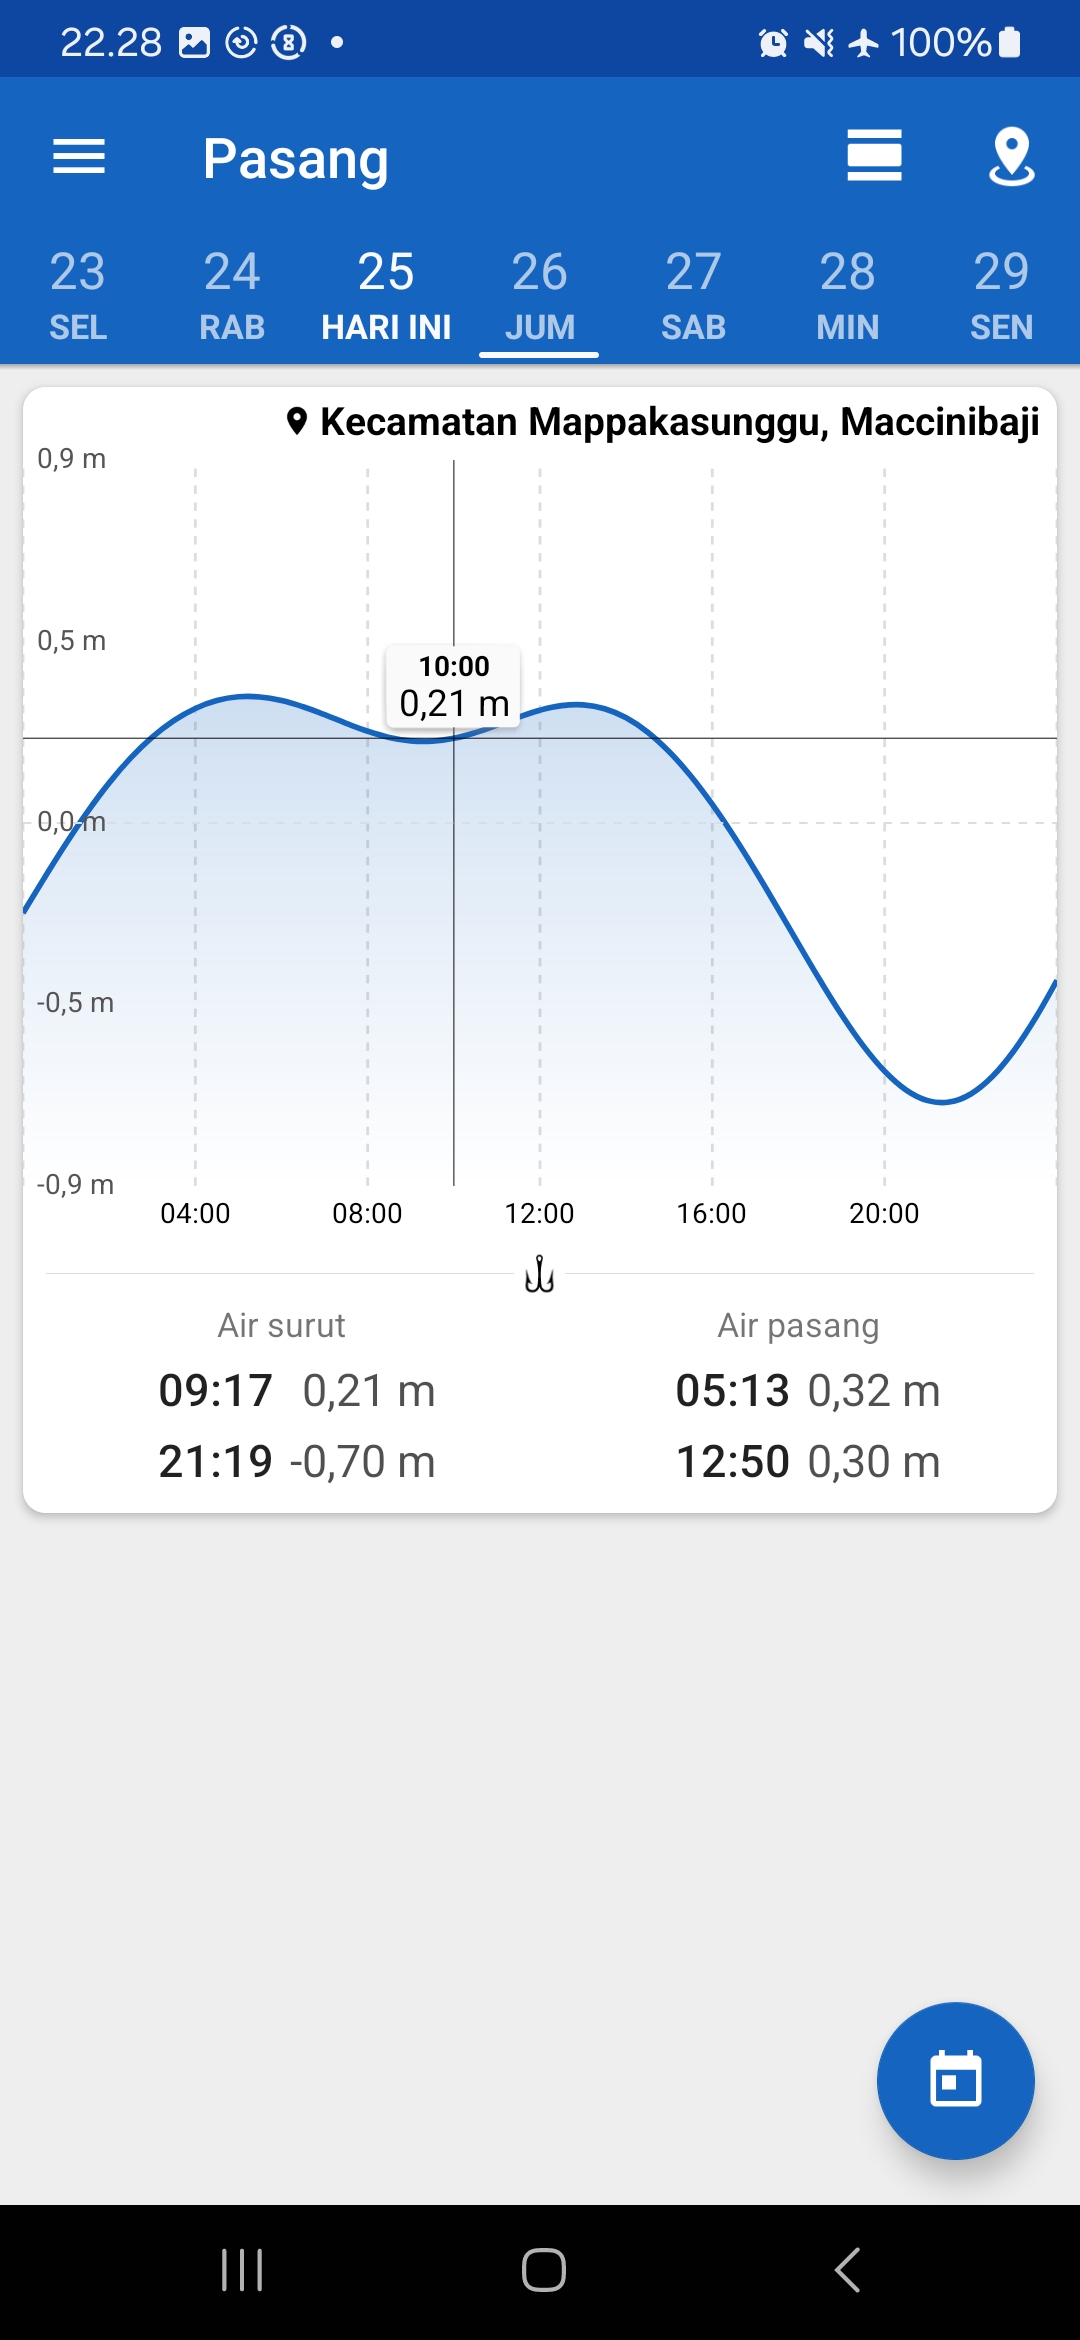 22.28 100%
Pasang
23 24 25 26 27 28 29
SEL RAB HARI INI JUM SAB MIN SEN
Kecamatan Mappakasunggu, Maccinibaji
0,9 m
0,5 m
10:00
0,21 m
0,0 m
-0,5 m
-0,9 m
04:00 08:00 12:00 16:00 20:00
Air surut Air pasang
09:17 0,21 m 05:13 0,32 m
21:19 -0,70 m 12:50 0,30 m